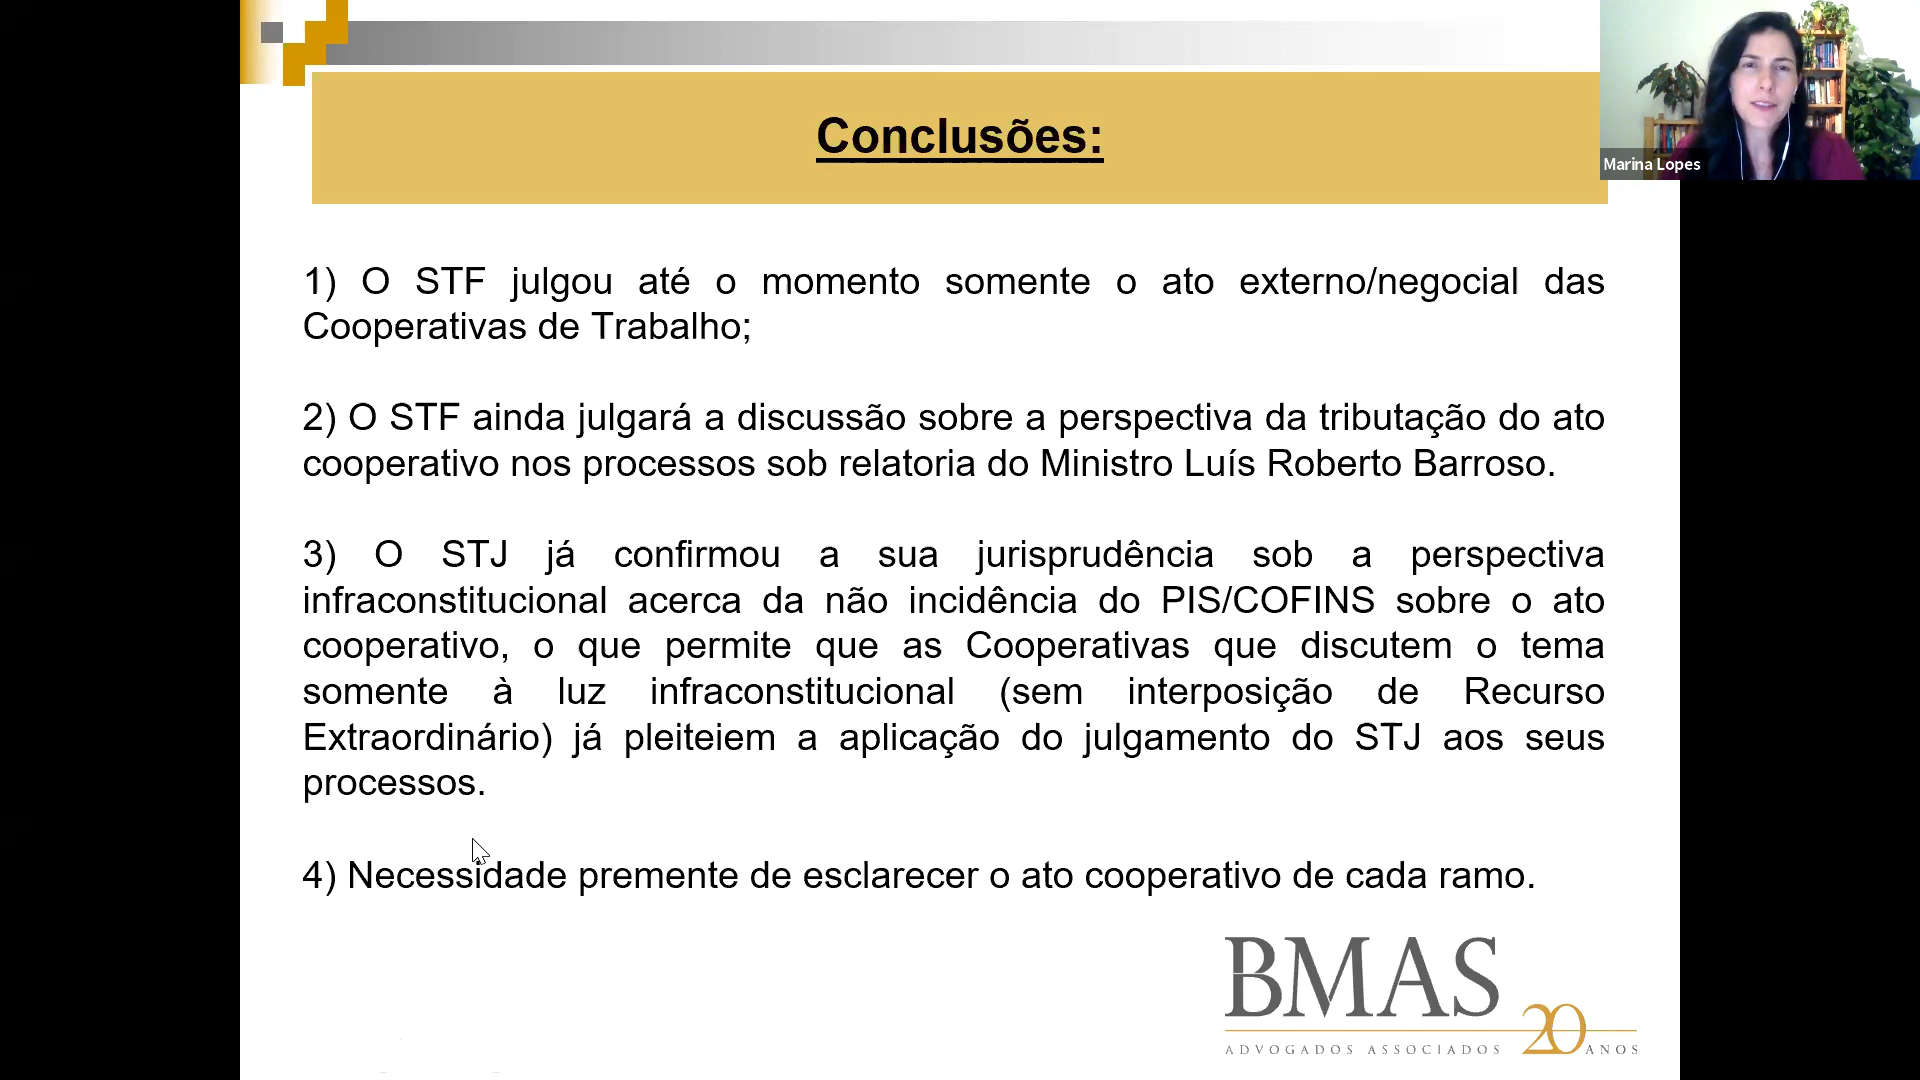 Conclusões:
Marina Lopes
1) O STF julgou até o momento somente o ato externo/negocial das
Cooperativas de Trabalho;
2) O STF ainda julgará a discussão sobre a perspectiva da tributação do ato
cooperativo nos processos sob relatoria do Ministro Luís Roberto Barroso.
3) O STJ já confirmou a sua jurisprudência sob a perspectiva
infraconstitucional acerca da não incidência do PIS/COFINS sobre o ato
cooperativo, o que permite que as Cooperativas que discutem o tema
somente à luz infraconstitucional (sem interposição de Recurso
Extraordinário) já pleiteiem a aplicação do julgamento do STJ aos seus
processos.
4) Necessidade premente de esclarecer o ato cooperativo de cada ramo.
BMAS
ADVOGADOS ASSOCIADOS 20 ANOS